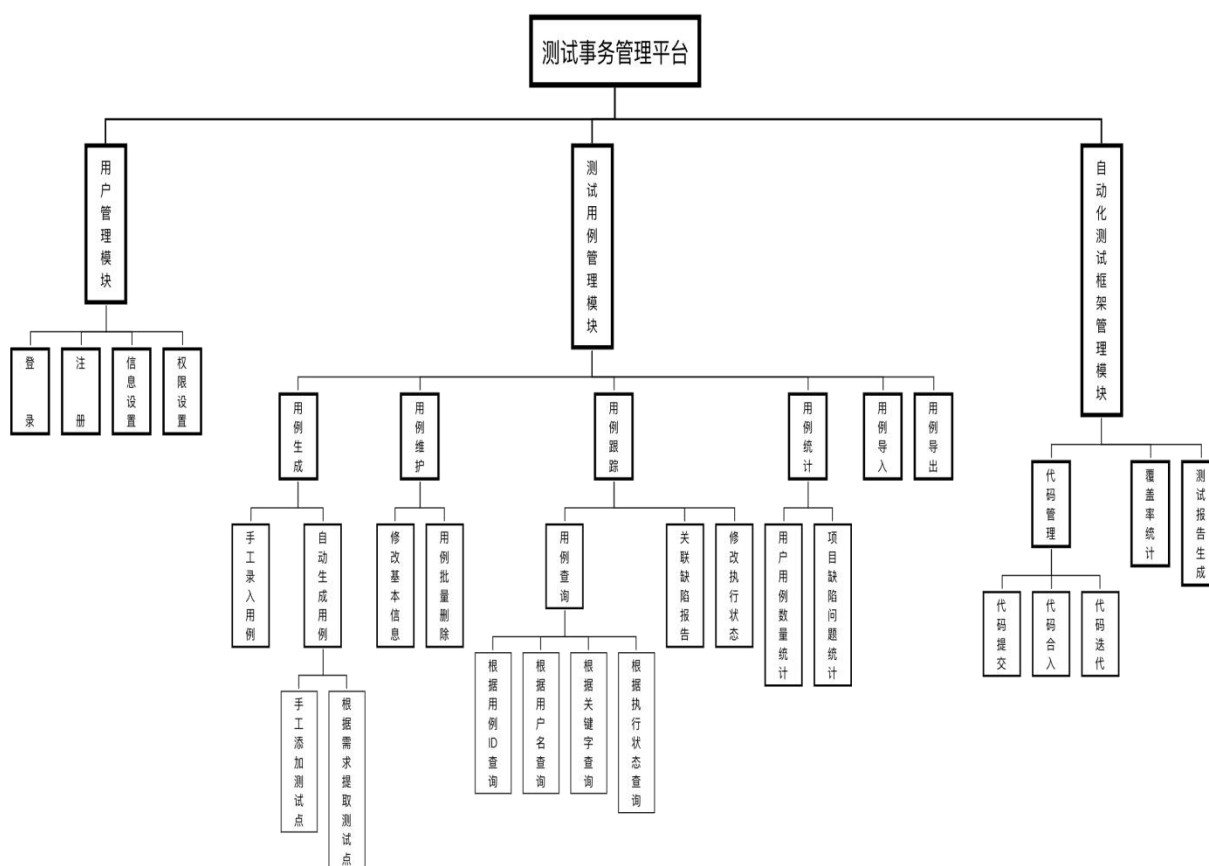 测试事务管理平台
用户管理模块
测试用例管理模块
自动化测试框架管理模块
登录
注册
信息设置
权限设置
用例生成
用例维护
用例跟踪
用例统计
用例导入
用例导出
代码管理
覆盖率统计
测试报告生成
手工录入用例
自动生成用例
修改基本信息
用例批量删除
用例查询
关联缺陷报告
修改执行状态
用户用例数量统计
项目缺陷问题统计
代码提交
代码合入
代码迭代
手工添加测试点
根据需求提取测试点
根据用例ID查询
根据用户名查询
根据关键字查询
根据执行状态查询